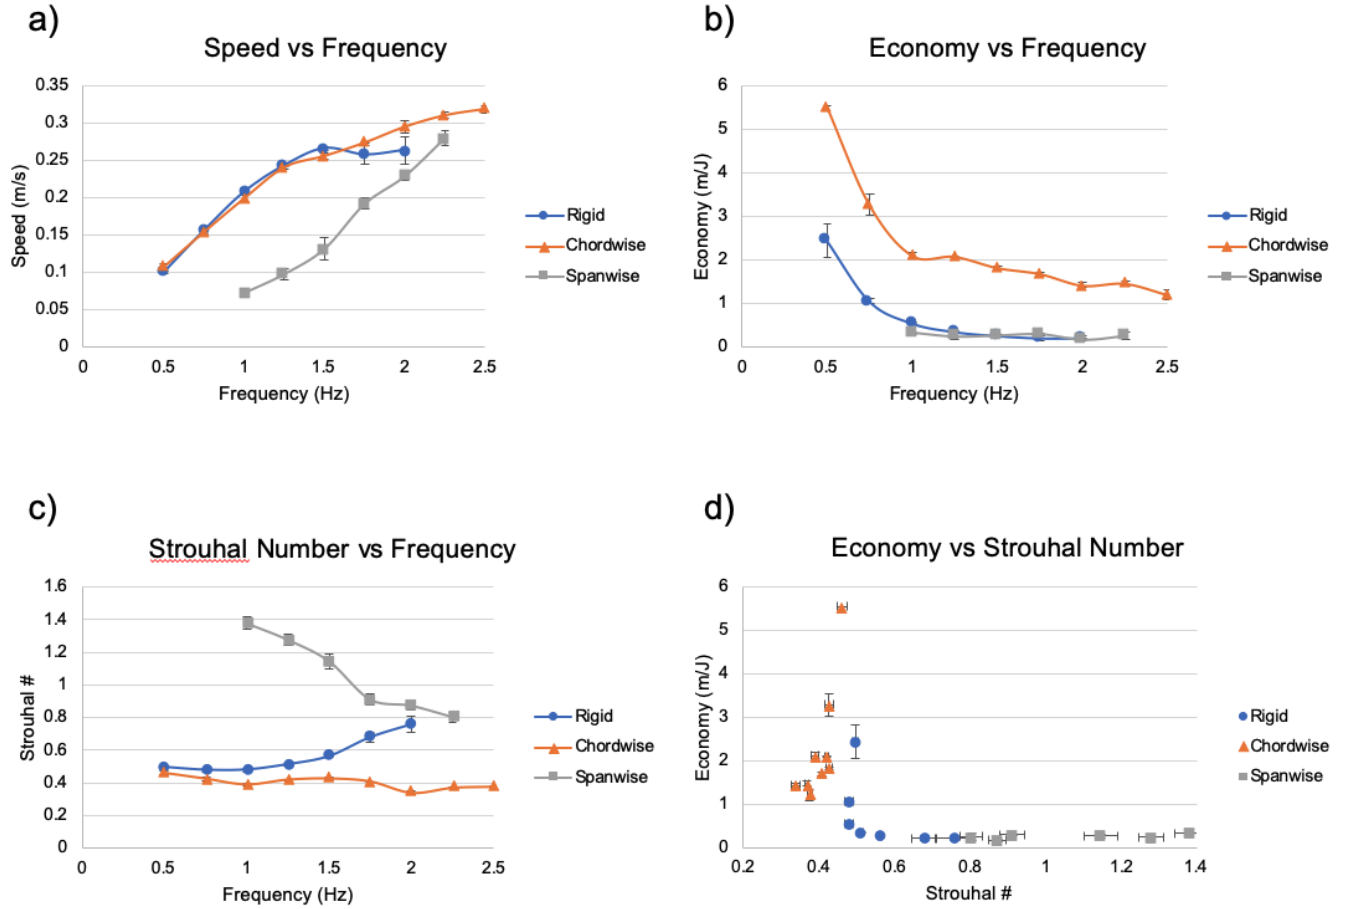 a)
Speed vs Frequency
0.35
0.3
0.25
0.2
0.15
0.1
0.05
0
Speed (m/s)
0 0.5 1 1.5 2 2.5
Frequency (Hz)
Rigid
Chordwise
Spanwise
b)
Economy vs Frequency
6
5
4
3
2
1
0
Economy (m/J)
0 0.5 1 1.5 2 2.5
Frequency (Hz)
Rigid
Chordwise
Spanwise
c)
Strouhal Number vs Frequency
1.6
1.4
1.2
1
0.8
0.6
0.4
0.2
0
Strouhal #
0 0.5 1 1.5 2 2.5
Frequency (Hz)
Rigid
Chordwise
Spanwise
d)
Economy vs Strouhal Number
6
5
4
3
2
1
0
Economy (m/J)
0.2 0.4 0.6 0.8 1 1.2 1.4
Strouhal #
Rigid
Chordwise
Spanwise